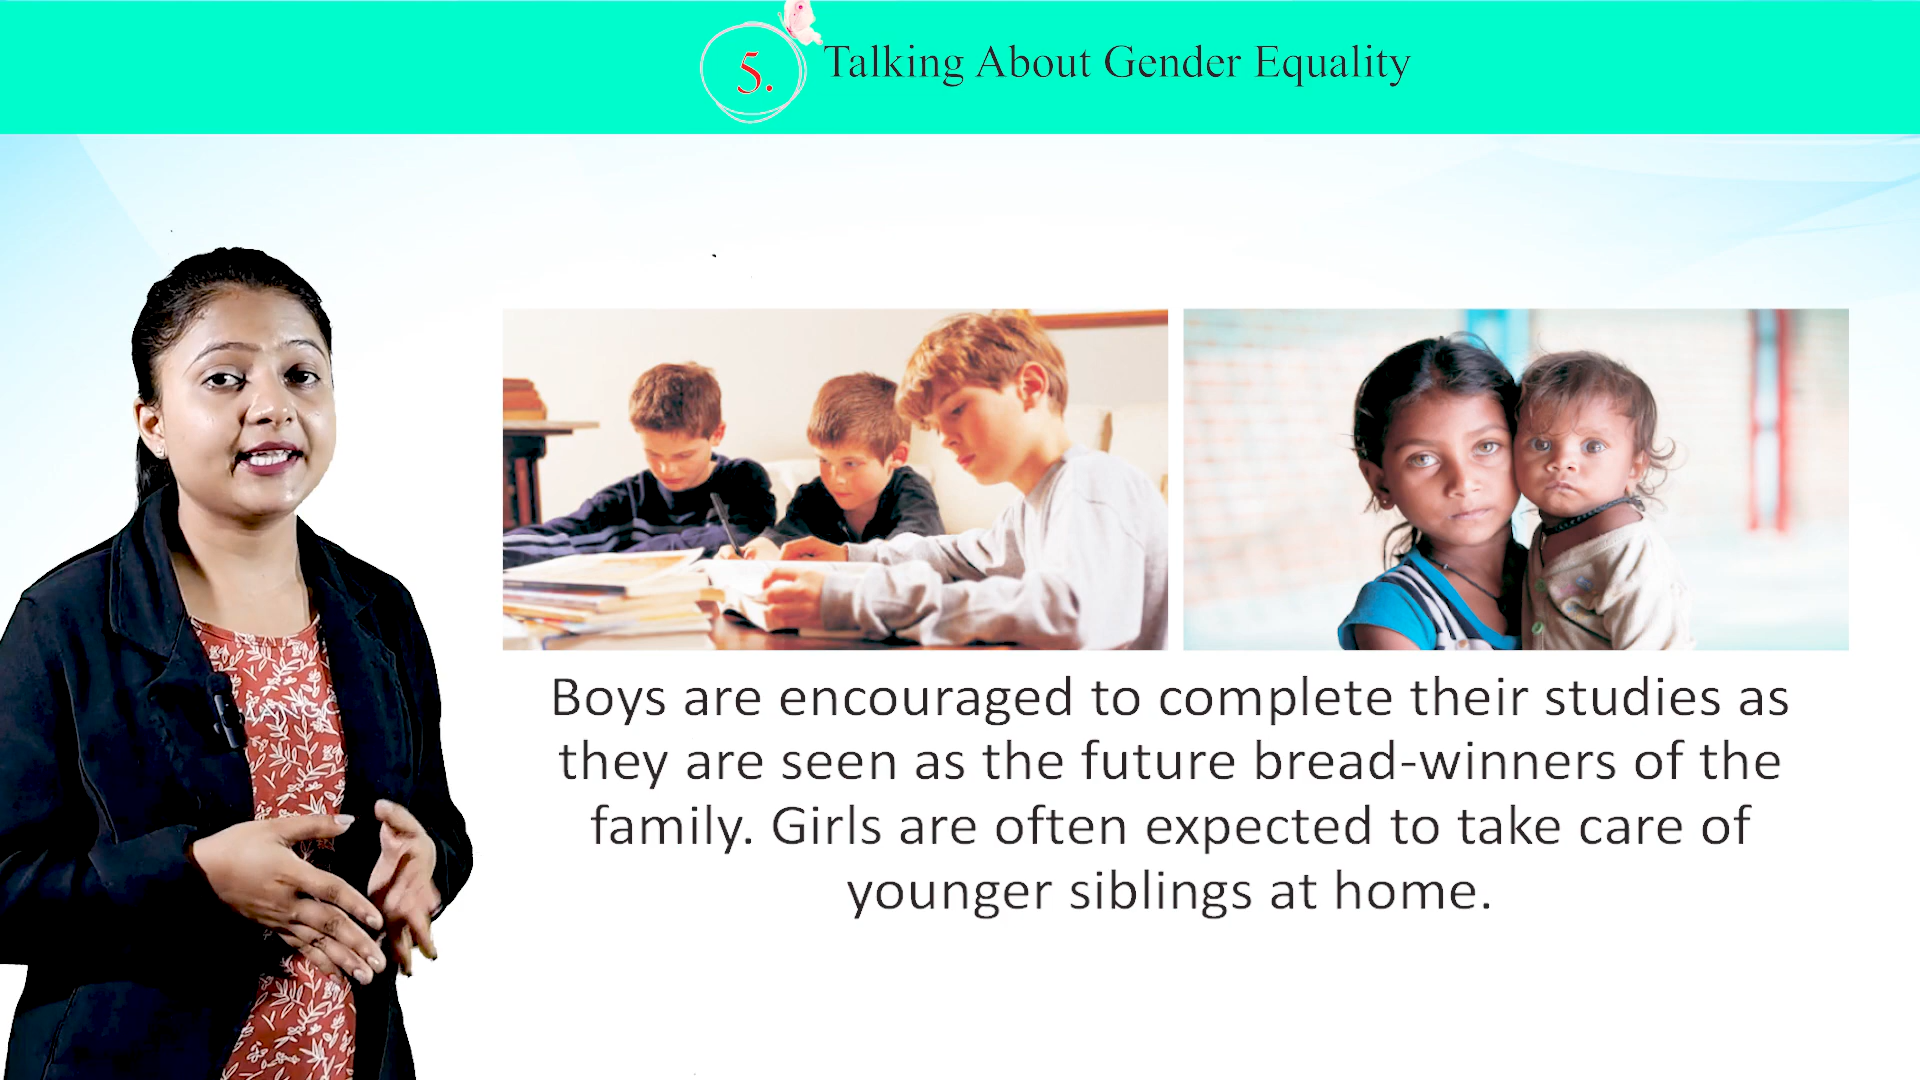 5. Talking About Gender Equality
Boys are encouraged to complete their studies as
they are seen as the future bread-winners of the
family. Girls are often expected to take care of
younger siblings at home.